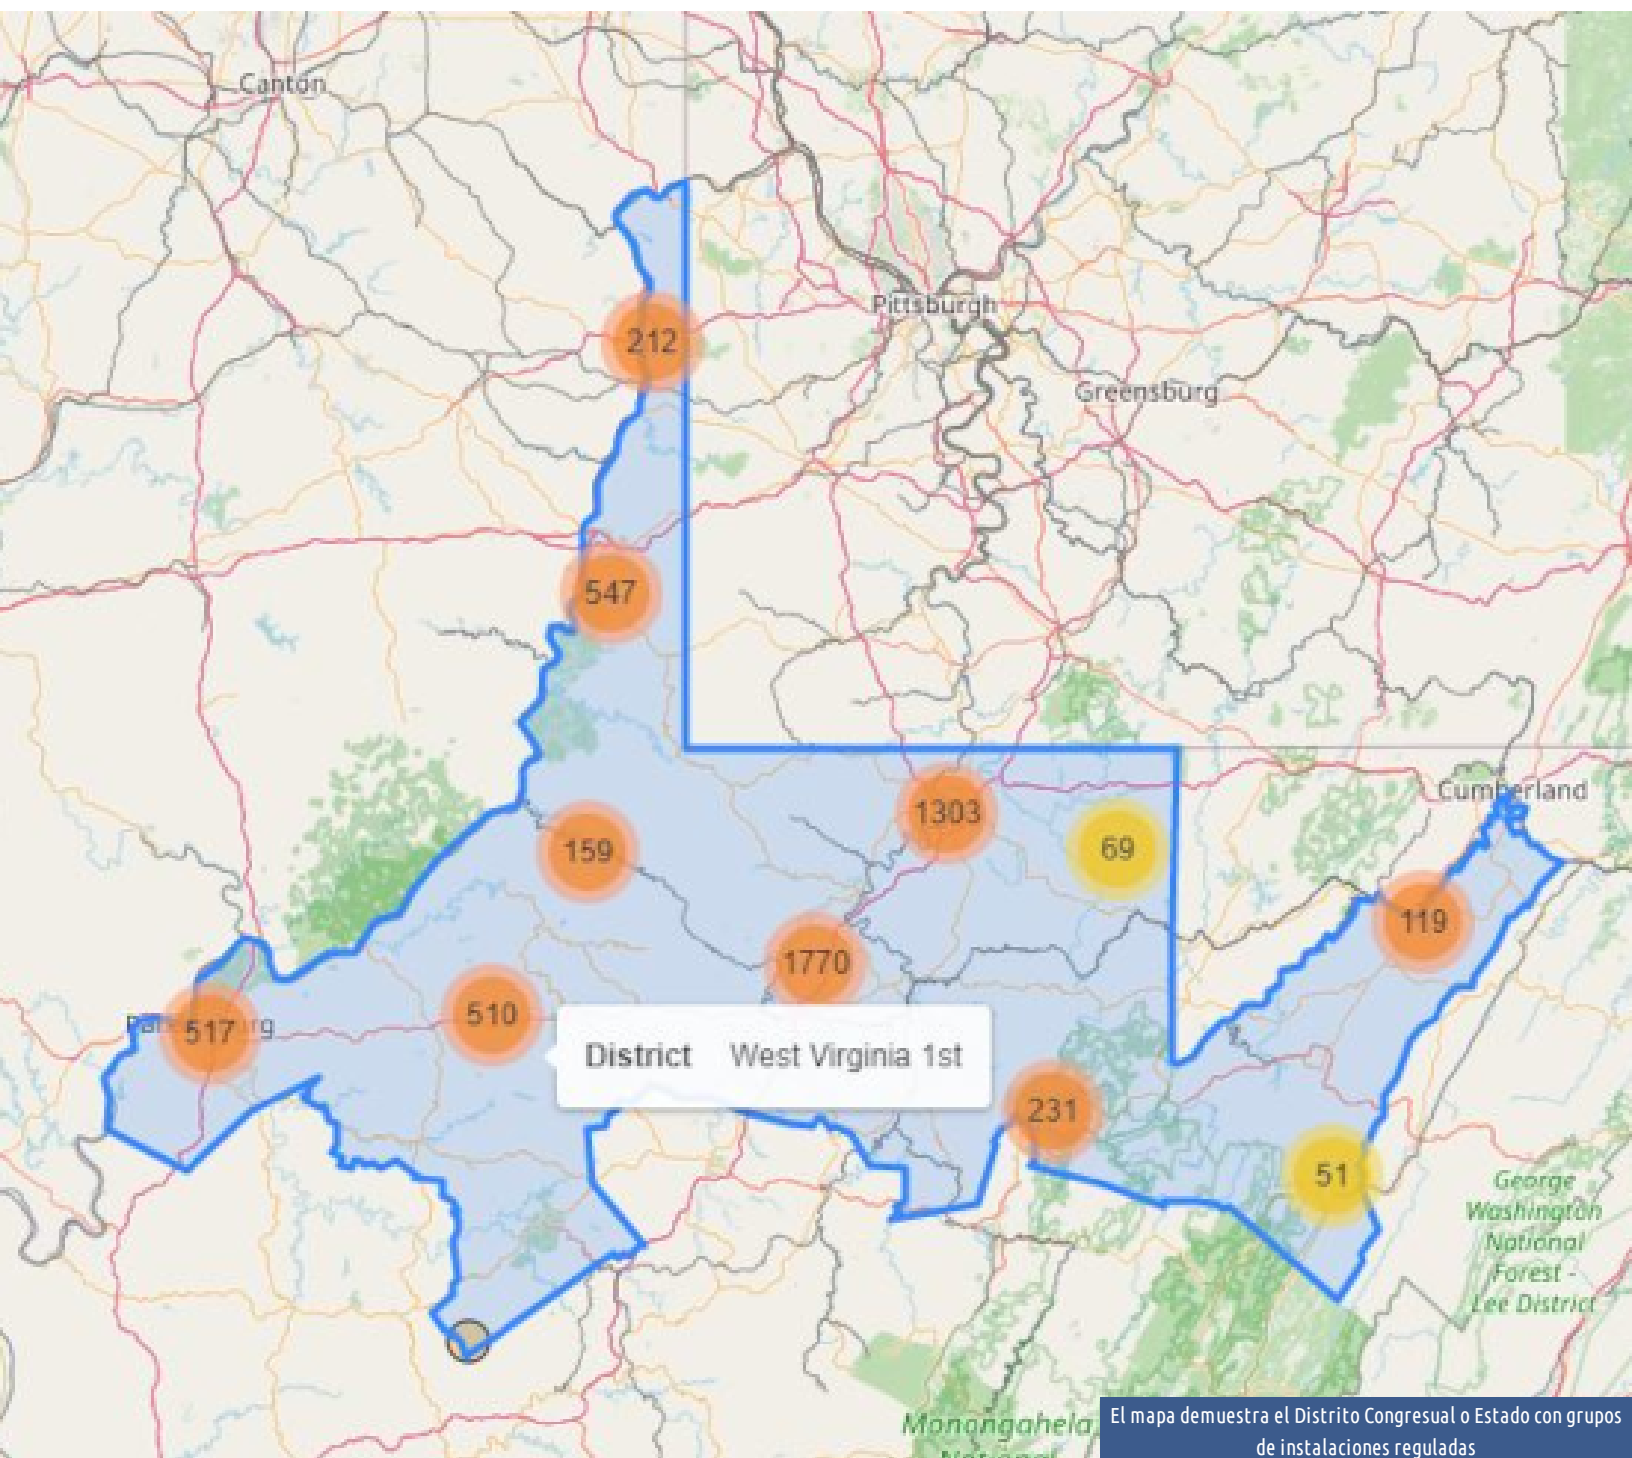 Canton
Pittsburgh
212
Greensburg
547
Cumberland
1303
159
69
119
1770
510
517
District West Virginia 1st
231
51
George
Washington
National
Forest -
Lee District
Monongahela
National
El mapa demuestra el Distrito Congresual o Estado con grupos
de instalaciones reguladas